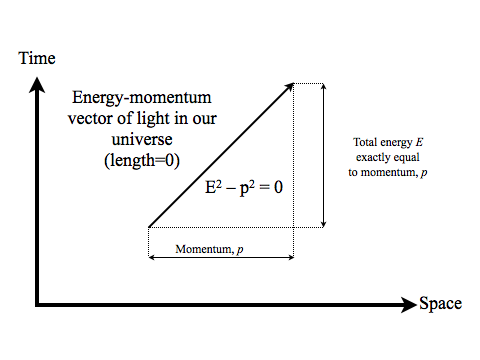 Time
Energy-momentum
vector of light in our
universe
(length=0)
E² – p² = 0
Total energy E
exactly equal
to momentum, p
Momentum, p
Space